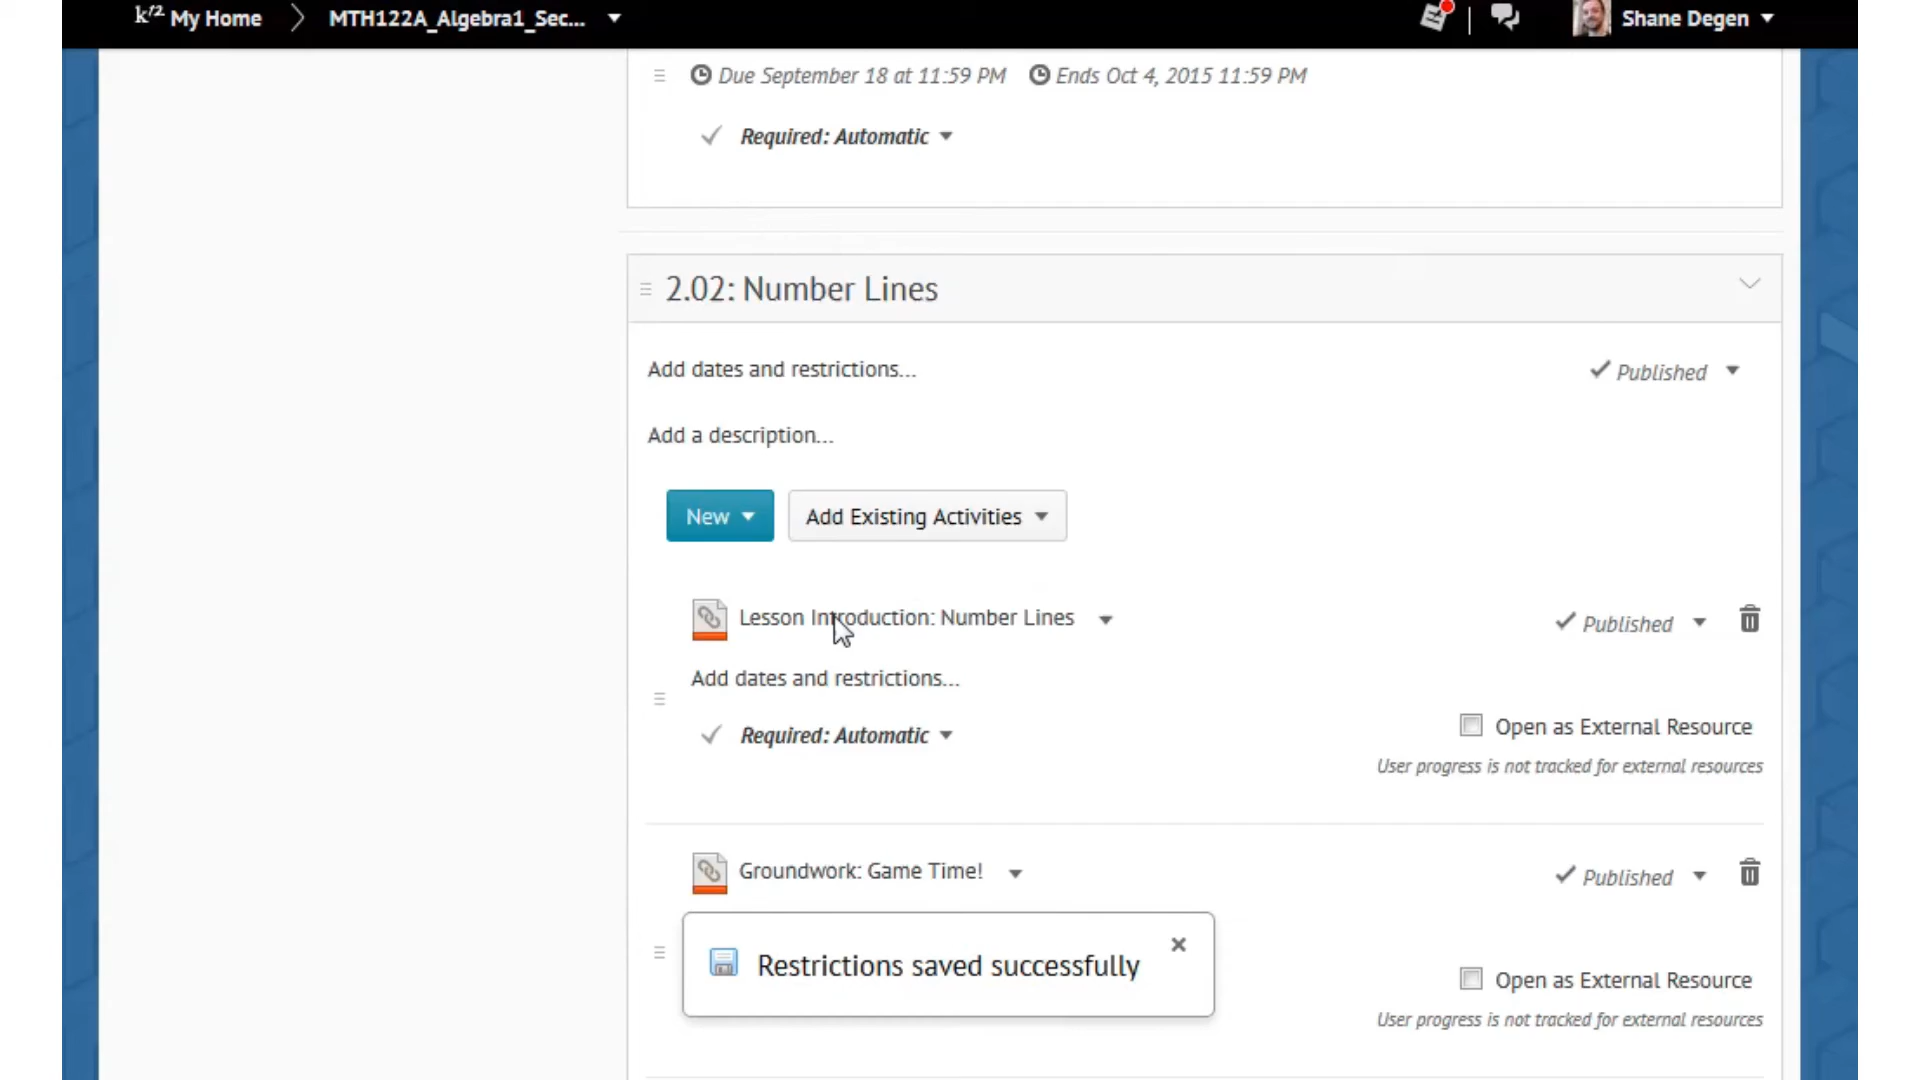 k12 My Home MTH122A_Algebra1_Sec... Shane Degen
Due September 18 at 11:59 PM Ends Oct 4, 2015 11:59 PM
Required: Automatic
2.02: Number Lines
Add dates and restrictions... Published
Add a description...
New Add Existing Activities
Lesson Introduction: Number Lines Published
Add dates and restrictions...
Required: Automatic Open as External Resource
User progress is not tracked for external resources
Groundwork: Game Time! Published
Restrictions saved successfully
Open as External Resource
User progress is not tracked for external resources